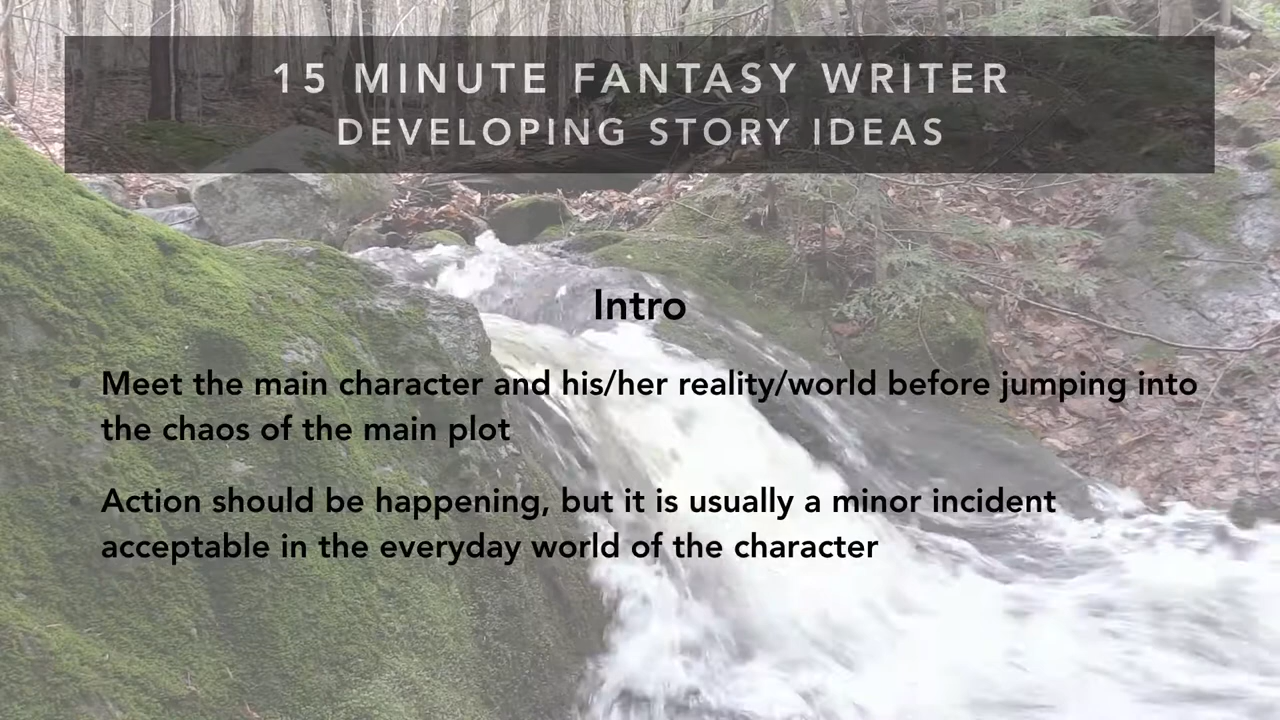 15 MINUTE FANTASY WRITER
DEVELOPING STORY IDEAS
Intro
• Meet the main character and his/her reality/world before jumping into
the chaos of the main plot
• Action should be happening, but it is usually a minor incident
acceptable in the everyday world of the character